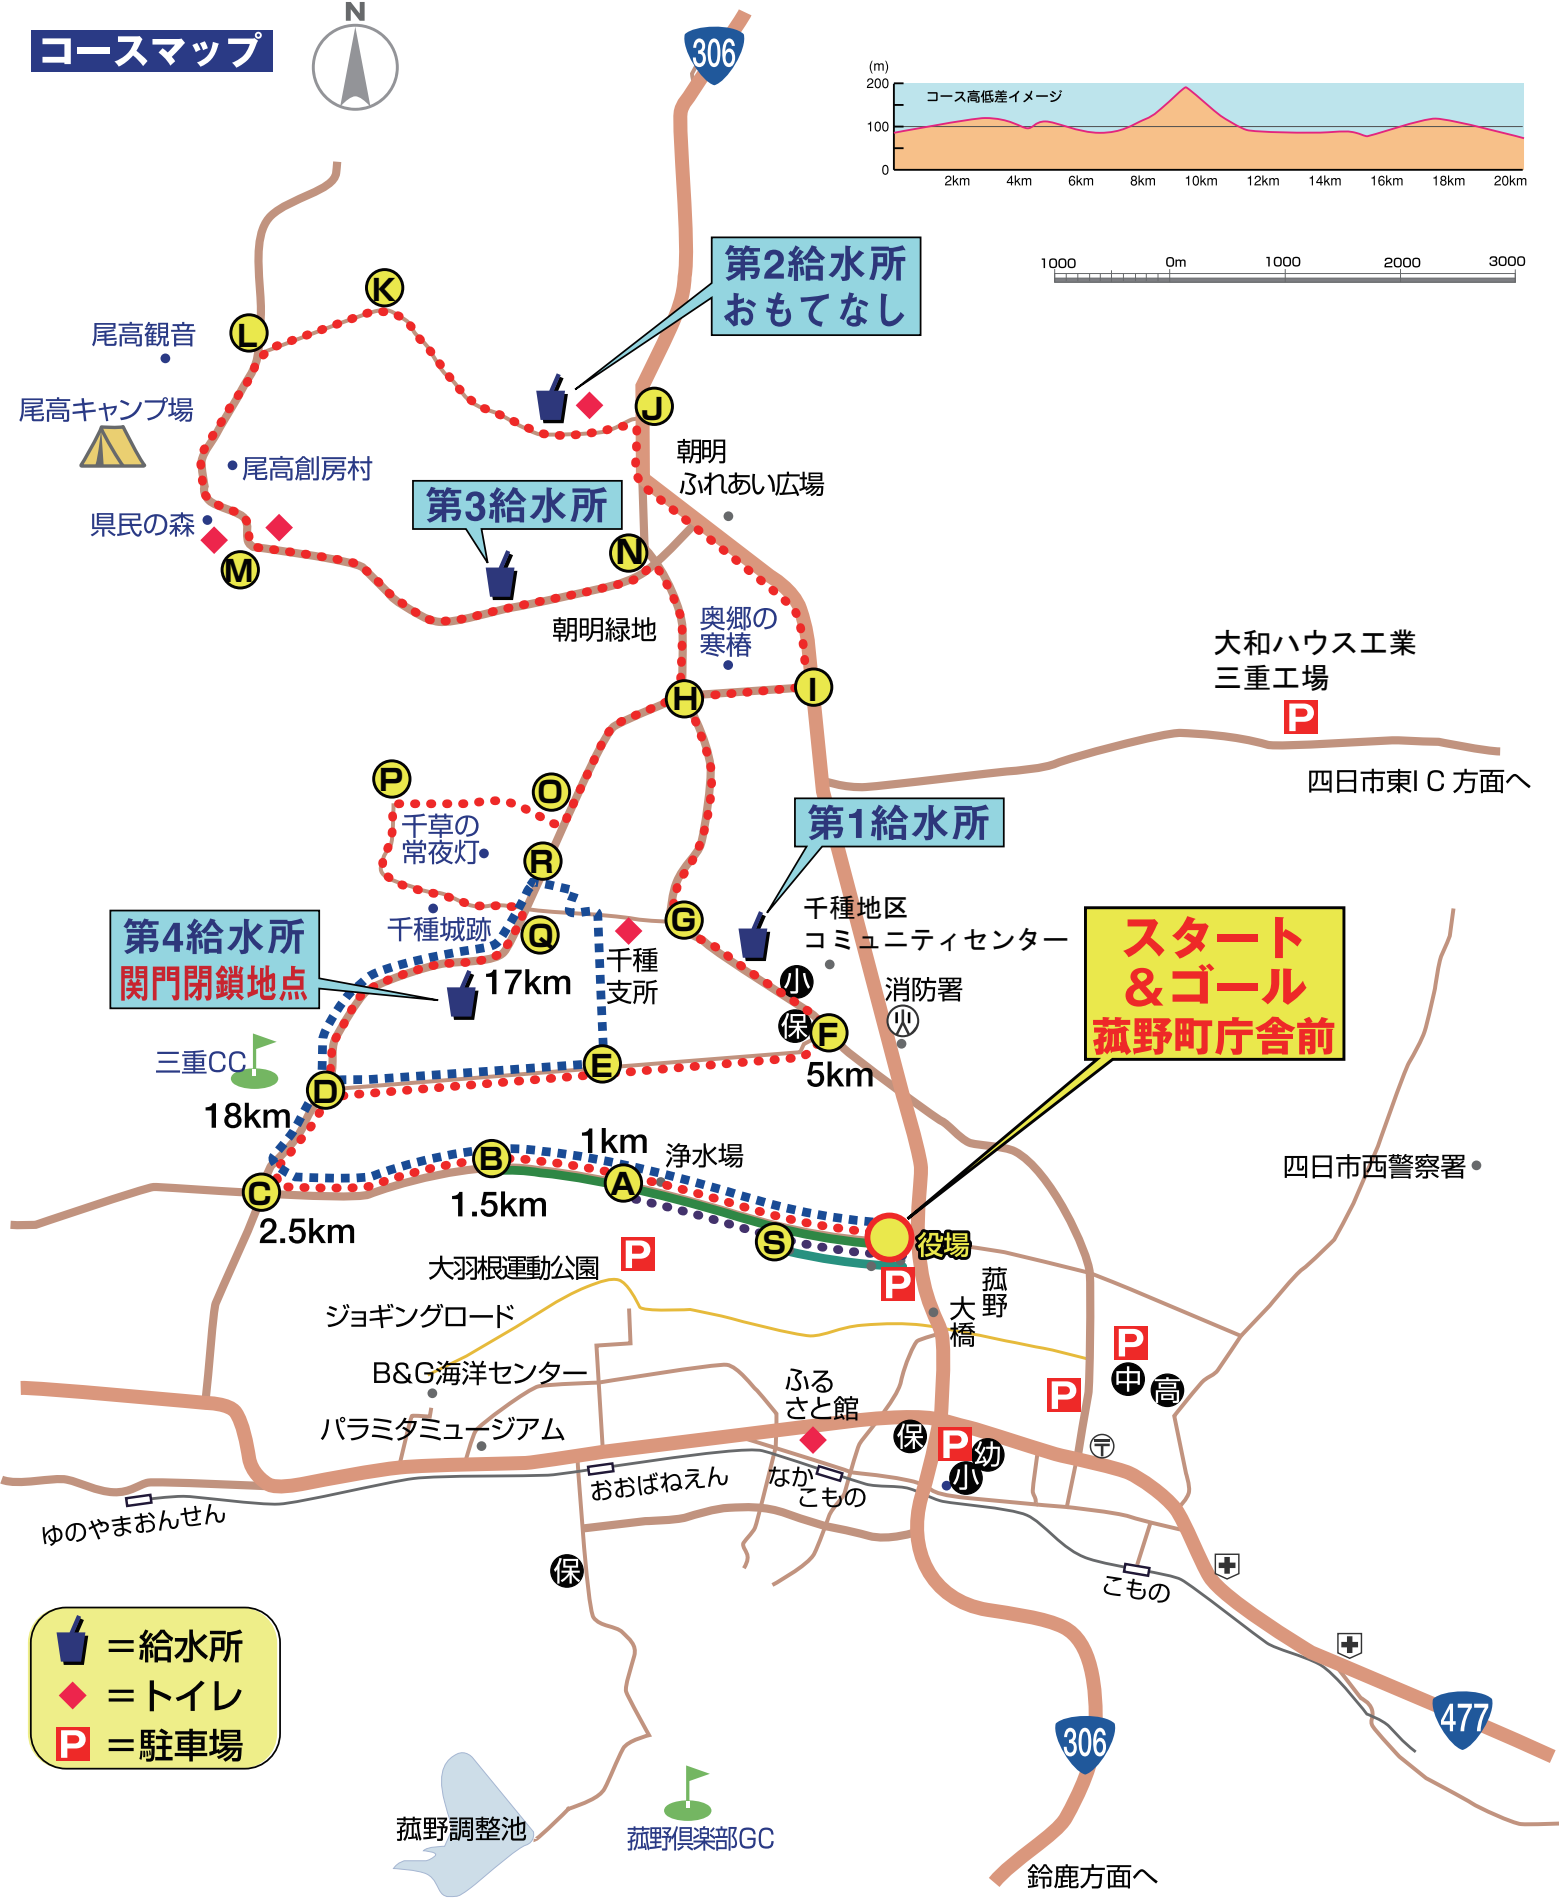 コースマップ
N
306
(m)
200
100
0
コース高低差イメージ
2km 4km 6km 8km 10km 12km 14km 16km 18km 20km
1000 0m 1000 2000 3000
第2給水所
おもてなし
K
L
尾高観音
尾高キャンプ場
J
尾高創房村
朝明
ふれあい広場
第3給水所
県民の森
M
N
朝明緑地
奥郷の
寒椿
大和ハウス工業
三重工場
P
H
I
四日市東IC方面へ
P
O
千草の
常夜灯
第1給水所
R
千種地区
コミュニティセンター
G
千種城跡
Q
第4給水所
関門閉鎖地点
17km
千種
支所
小
保
消防署
スタート
&ゴール
菰野町庁舎前
F
5km
三重CC
E
D
18km
1km
浄水場
B
A
C
1.5km
2.5km
四日市西警察署
S
役場
P
P
大羽根運動公園
菰野
大橋
ジョギングロード
P
中
高
P
B&G海洋センター
ふる
さと館
パラミタミュージアム
保
P
幼
小
〒
おおばねえん
なか
こもの
ゆのやまおんせん
こもの
保
=給水所
=トイレ
P
=駐車場
306
477
菰野調整池
菰野倶楽部GC
鈴鹿方面へ